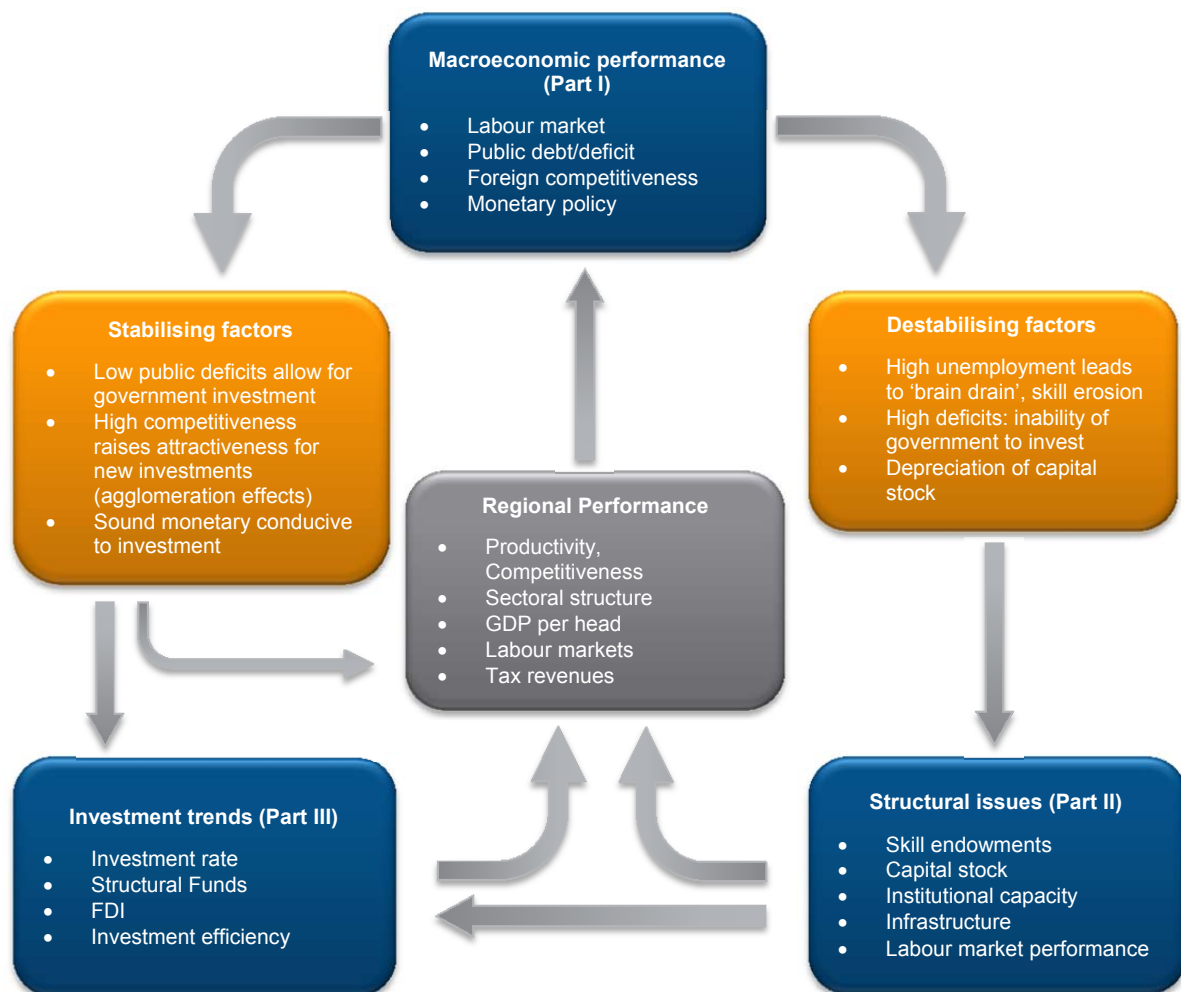 Macroeconomic performance
(Part I)
• Labour market
• Public debt/deficit
• Foreign competitiveness
• Monetary policy
Stabilising factors
• Low public deficits allow for
government investment
• High competitiveness
raises attractiveness for
new investments
(agglomeration effects)
• Sound monetary conducive
to investment
Destabilising factors
• High unemployment leads
to ‘brain drain’, skill erosion
• High deficits: inability of
government to invest
• Depreciation of capital
stock
Regional Performance
• Productivity,
Competitiveness
• Sectoral structure
• GDP per head
• Labour markets
• Tax revenues
Investment trends (Part III)
• Investment rate
• Structural Funds
• FDI
• Investment efficiency
Structural issues (Part II)
• Skill endowments
• Capital stock
• Institutional capacity
• Infrastructure
• Labour market performance